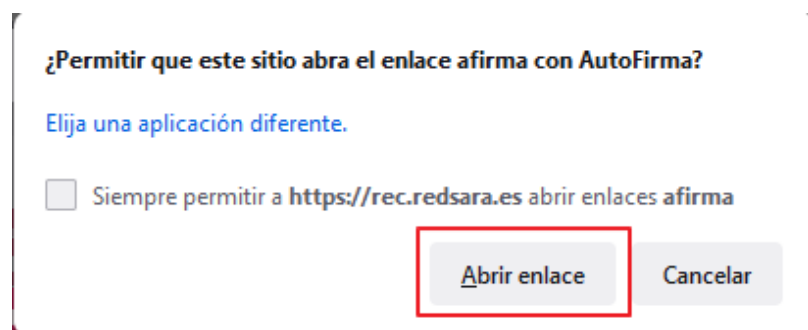 ¿Permitir que este sitio abra el enlace afirma con AutoFirma?
Elija una aplicación diferente.
Siempre permitir a https://rec.redsara.es abrir enlaces afirma
Abrir enlace
Cancelar